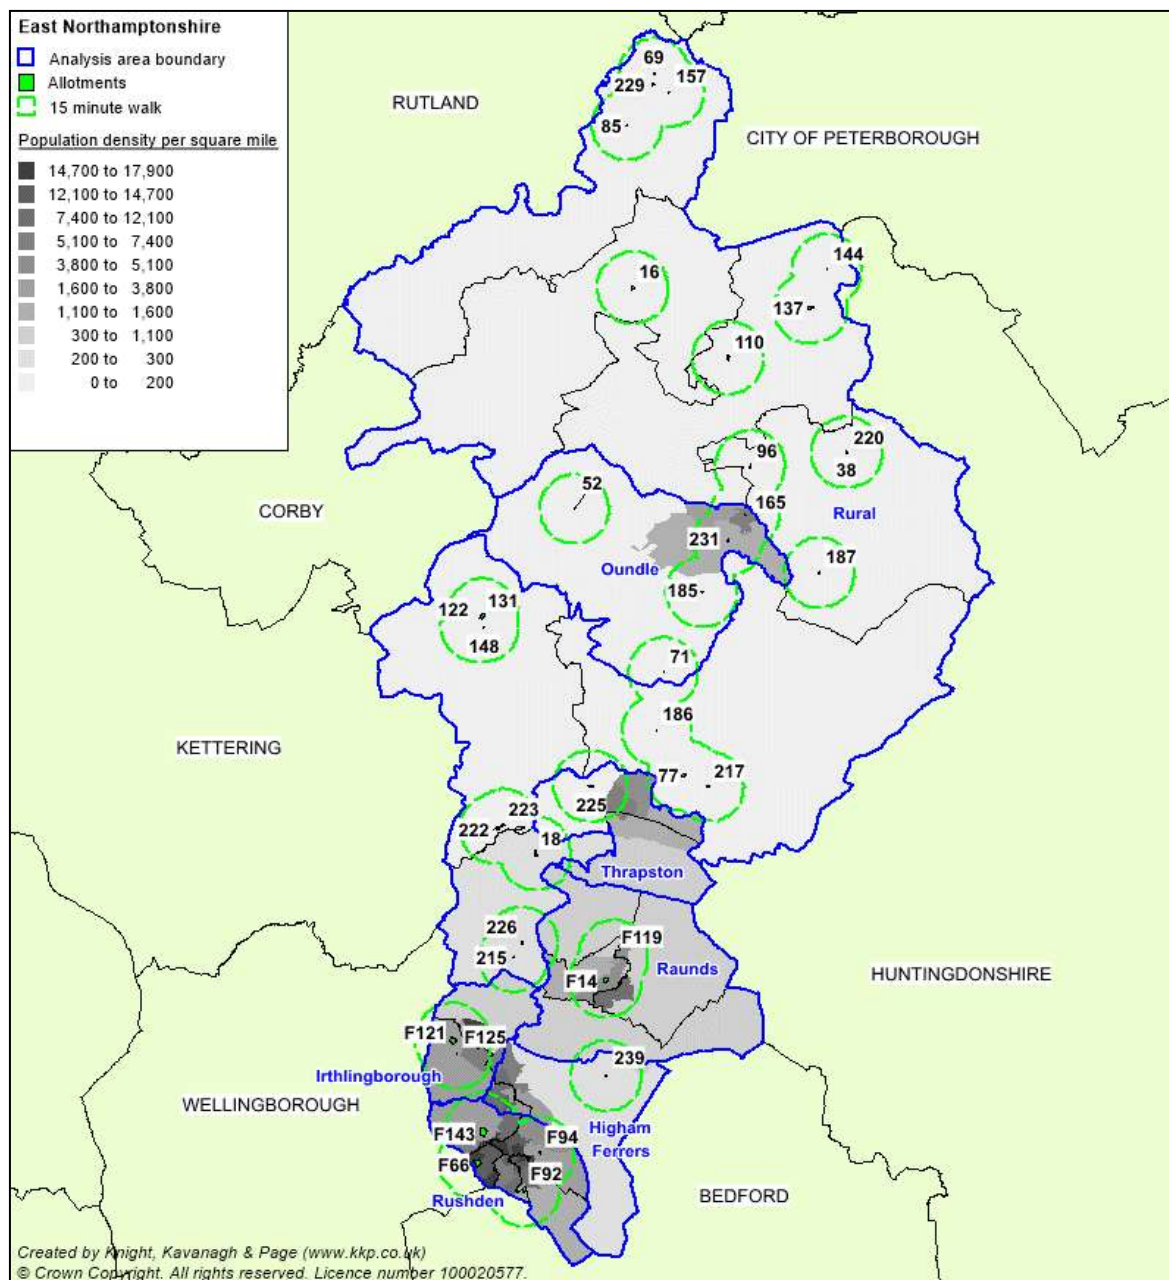 East Northamptonshire
Analysis area boundary
Allotments
15 minute walk
Population density per square mile
14,700 to 17,900
12,100 to 14,700
7,400 to 12,100
5,100 to 7,400
3,800 to 5,100
1,600 to 3,800
1,100 to 1,600
300 to 1,100
200 to 300
0 to 200
69
229
157
85
RUTLAND
CITY OF PETERBOROUGH
144
16
137
110
220
96
38
52
165
CORBY
Rural
231
Oundle
187
185
122
131
148
71
186
KETTERING
77
217
225
223
222
18
Thrapston
226
F119
215
Raunds
F14
HUNTINGDONSHIRE
F121
F125
239
Irthlingborough
WELLINGBOROUGH
Higham
Ferrers
F143
F94
F66
F92
BEDFORD
Rushden
Created by Knight, Kavanagh & Page (www.kkp.co.uk)
© Crown Copyright. All rights reserved. Licence number 100020577.